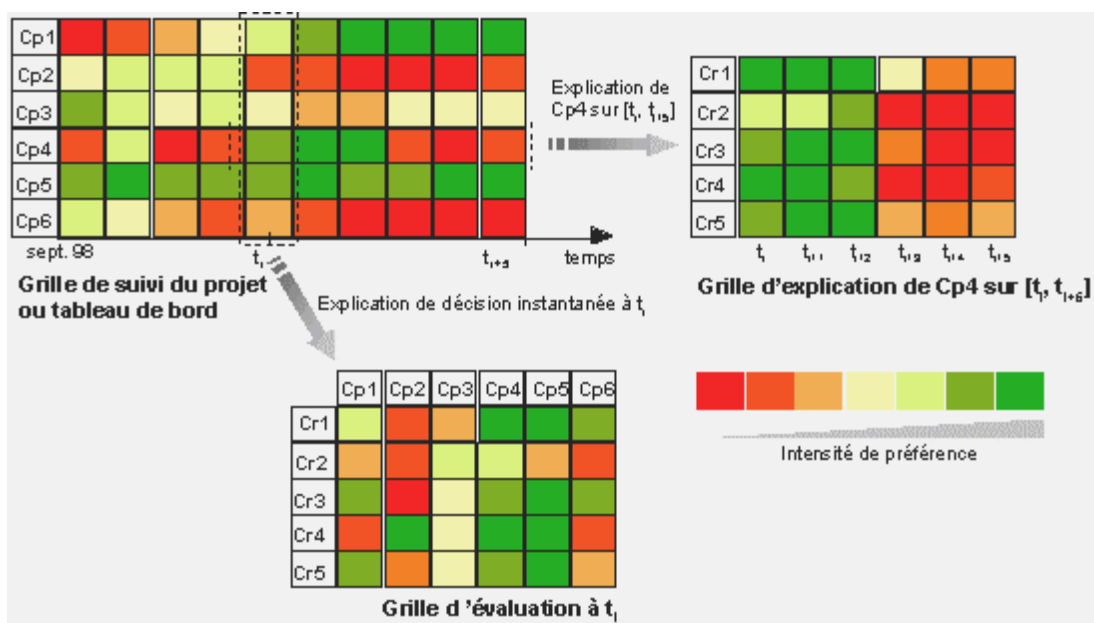 Cp1
Cp2
Cp3
Cp4
Cp5
Cp6
sept. 98
tᵢ
tᵢ₊₅
temps
Grille de suivi du projet
ou tableau de bord
Explication de
Cp4 sur [tᵢ, tᵢ₊₅]
Cr1
Cr2
Cr3
Cr4
Cr5
tᵢ tᵢ₊₁ tᵢ₊₂ tᵢ₊₃ tᵢ₊₄ tᵢ₊₅
Grille d'explication de Cp4 sur [tᵢ, tᵢ₊₆]
Explication de décision instantanée à tᵢ
Cp1 Cp2 Cp3 Cp4 Cp5 Cp6
Cr1
Cr2
Cr3
Cr4
Cr5
Grille d 'évaluation à tᵢ
Intensité de préférence